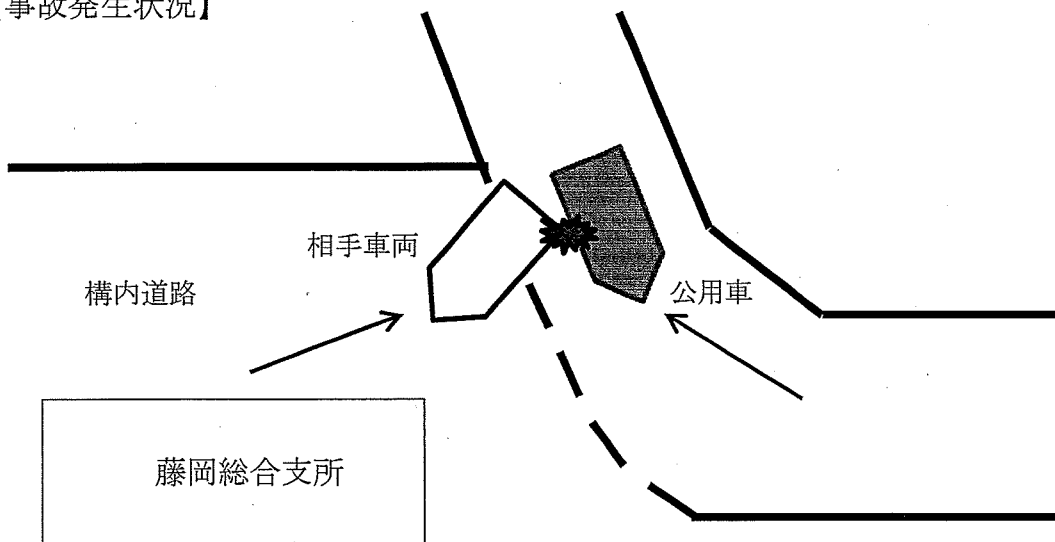 事故発生状況】
相手車両
構内道路
公用車
藤岡総合支所